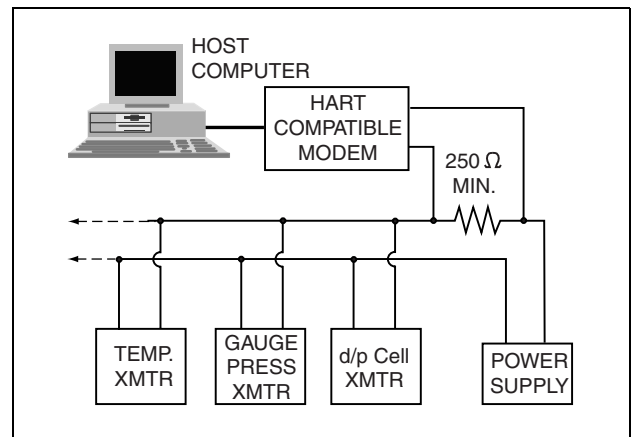 HOST
COMPUTER
HART
COMPATIBLE
MODEM
250 Ω
MIN.
TEMP.
XMTR
GAUGE
PRESS
XMTR
d/p Cell
XMTR
POWER
SUPPLY